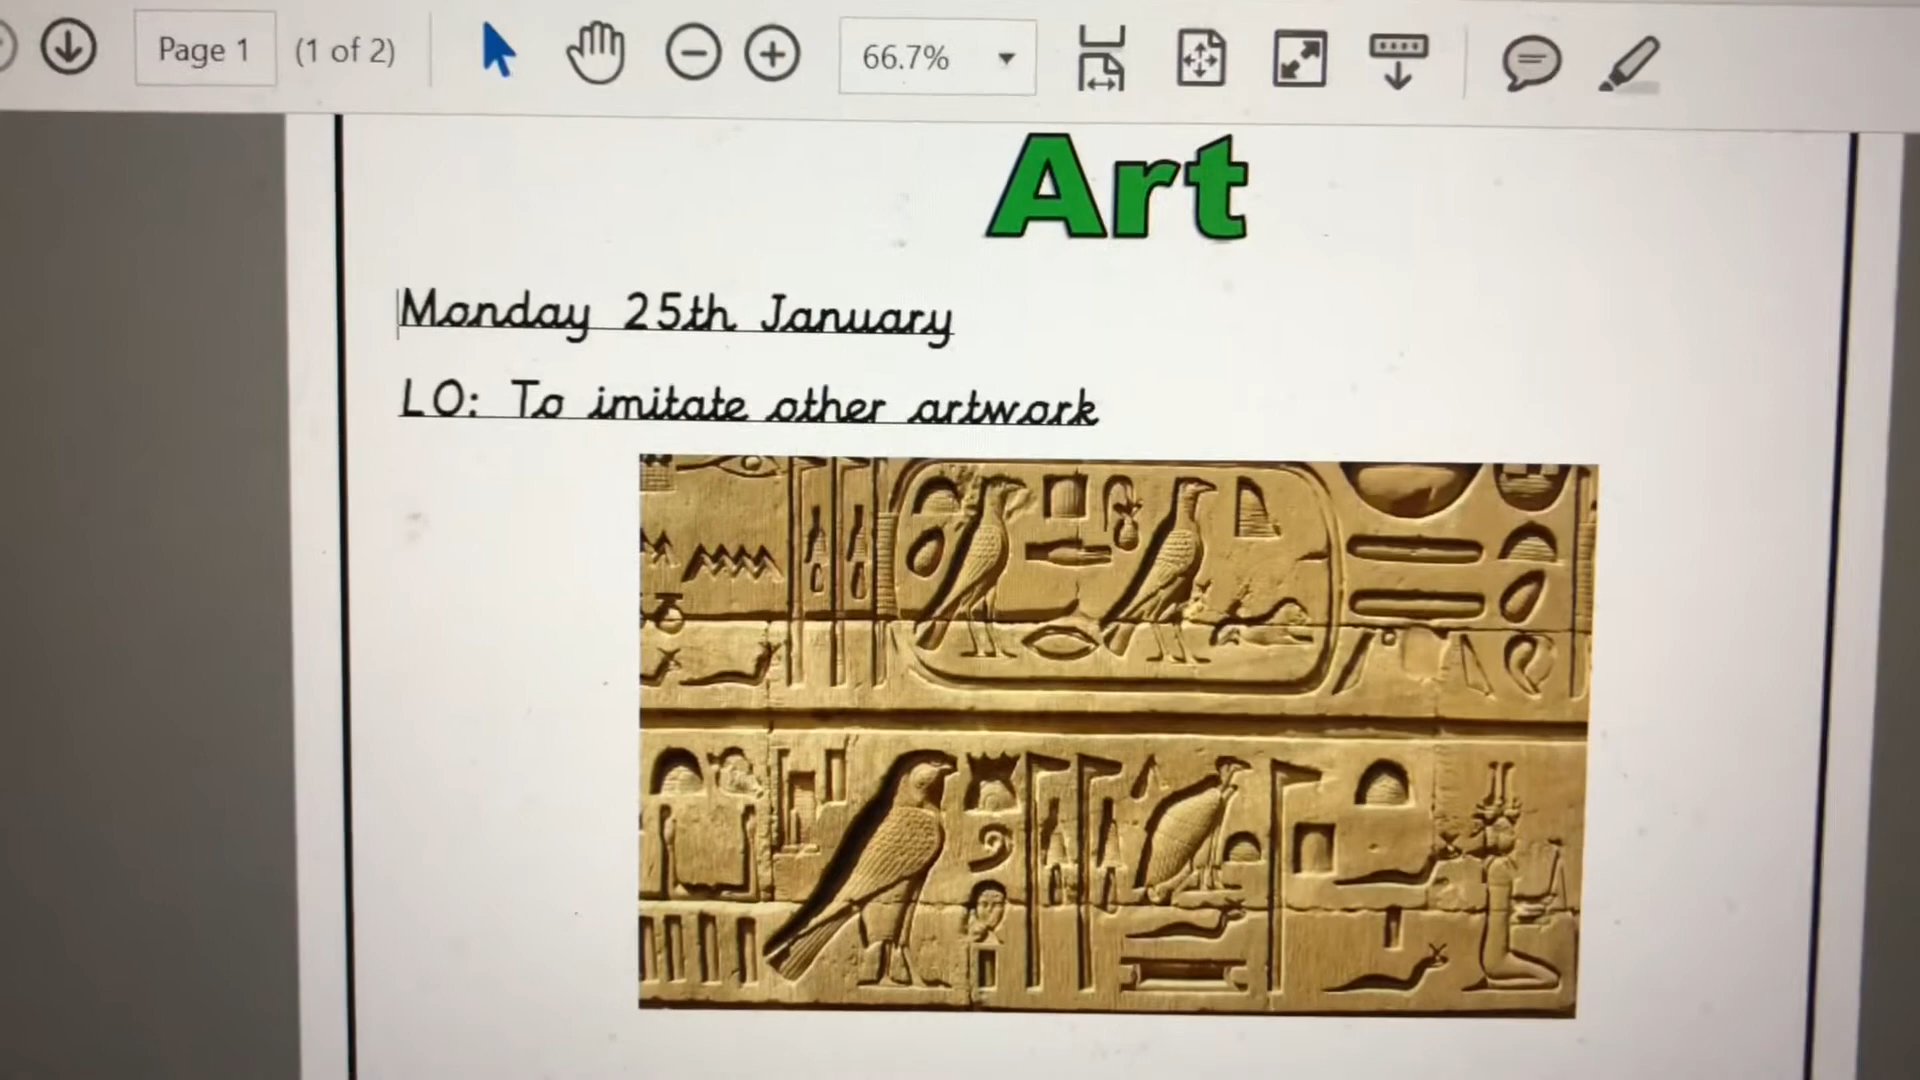 Page 1 (1 of 2) 66.7%
Art
Monday 25th January
LO: To imitate other artwork